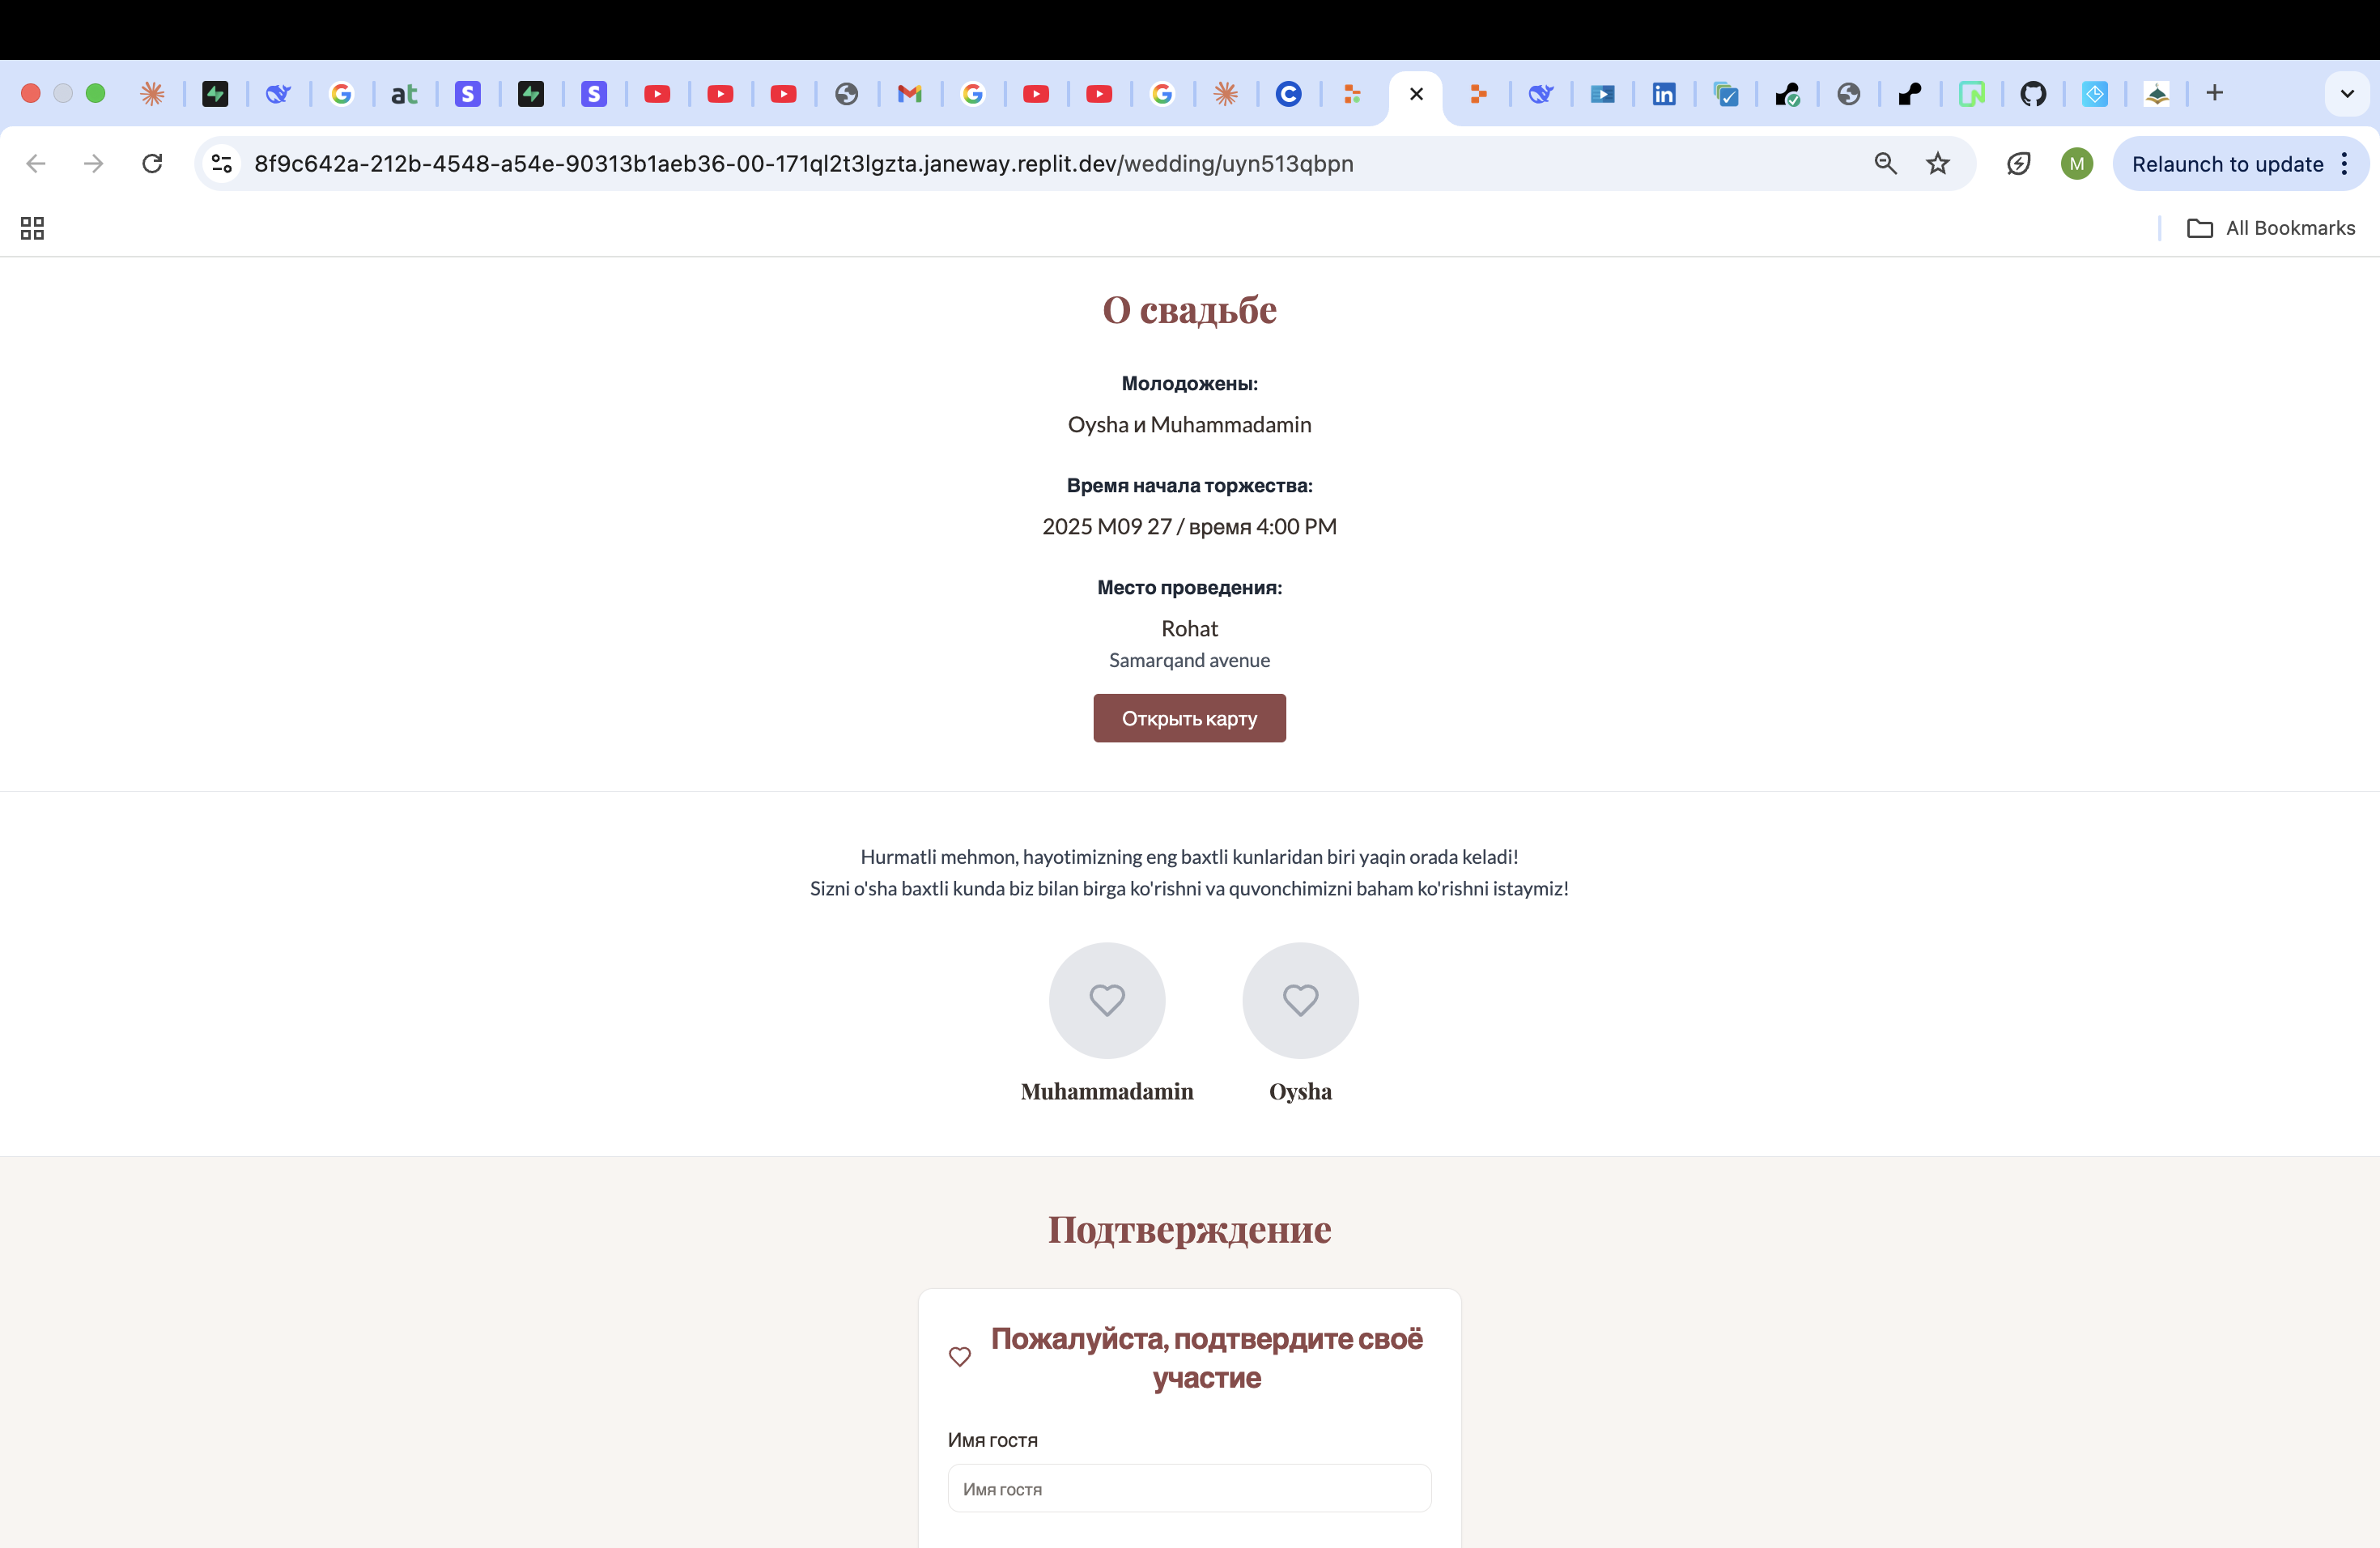 at
S
S
C
in
8f9c642a-212b-4548-a54e-90313b1aeb36-00-171ql2t3lgzta.janeway.replit.dev/wedding/uyn513qbpn
M
Relaunch to update
All Bookmarks
О свадьбе
Молодожены:
Oysha и Muhammadamin
Время начала торжества:
2025 M09 27 / время 4:00 PM
Место проведения:
Rohat
Samarqand avenue
Открыть карту
Hurmatli mehmon, hayotimizning eng baxtli kunlaridan biri yaqin orada keladi!
Sizni o'sha baxtli kunda biz bilan birga ko'rishni va quvonchimizni baham ko'rishni istaymiz!
Muhammadamin
Oysha
Подтверждение
Пожалуйста, подтвердите своё
участие
Имя гостя
Имя гостя